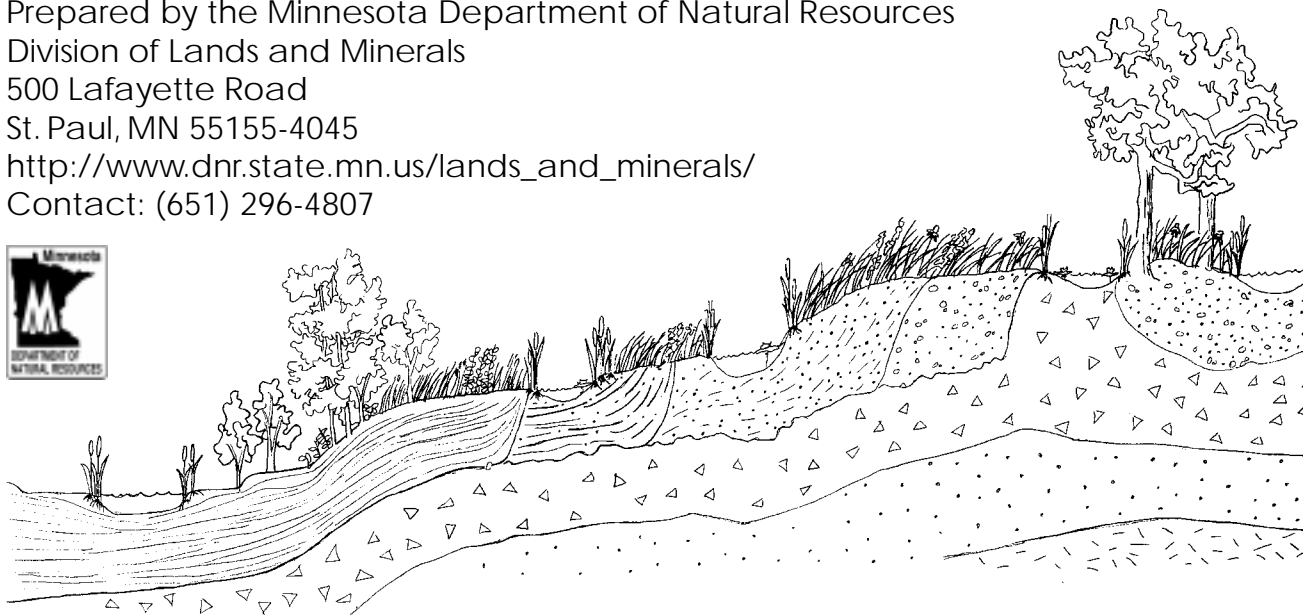 Prepared by the Minnesota Department of Natural Resources
Division of Lands and Minerals
500 Lafayette Road
St. Paul, MN 55155-4045
http://www.dnr.state.mn.us/lands_and_minerals/
Contact: (651) 296-4807
Minnesota
DEPARTMENT OF
NATURAL RESOURCES